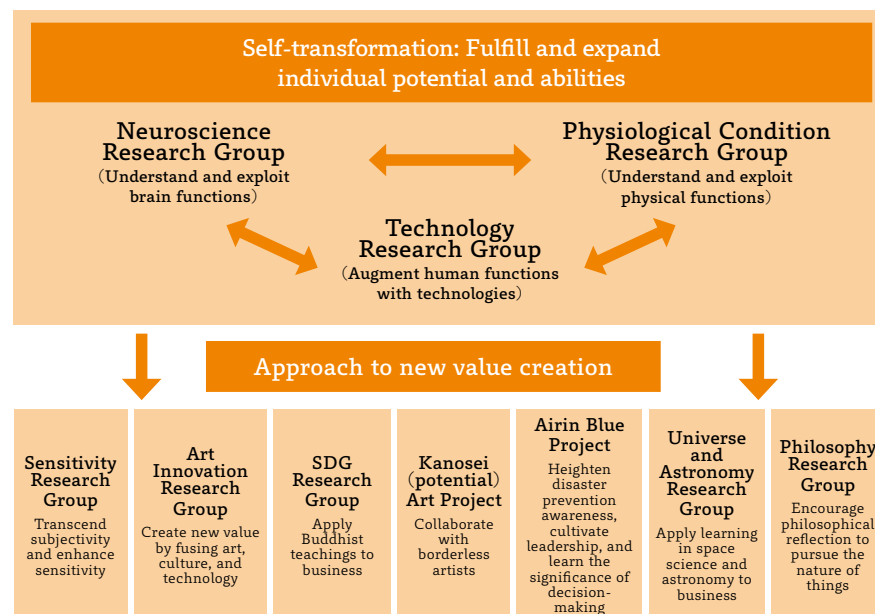 Self-transformation: Fulfill and expand
individual potential and abilities
Neuroscience
Research Group
(Understand and exploit
brain functions)
Physiological Condition
Research Group
(Understand and exploit
physical functions)
Technology
Research Group
(Augment human functions
with technologies)
Approach to new value creation
Sensitivity
Research
Group
Transcend
subjectivity
and enhance
sensitivity
Art
Innovation
Research
Group
Create new value
by fusing art,
culture, and
technology
SDG
Research
Group
Apply
Buddhist
teachings to
business
Kanosei
(potential)
Art Project
Collaborate
with
borderless
artists
Airin Blue
Project
Heighten
disaster
prevention
awareness,
cultivate
leadership, and
learn the
significance of
decision-
making
Universe
and
Astronomy
Research
Group
Apply learning
in space
science and
astronomy to
business
Philosophy
Research
Group
Encourage
philosophical
reflection to
pursue the
nature of
things